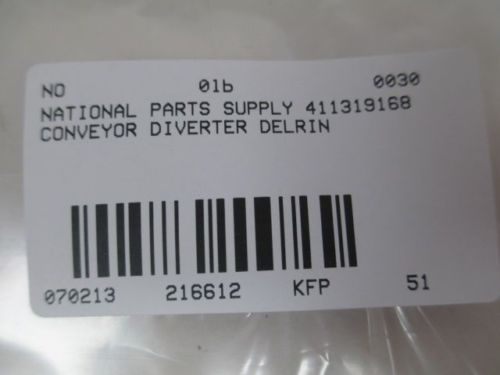 NO 01b 0030
NATIONAL PARTS SUPPLY 411319168
CONVEYOR DIVERTER DELRIN
070213 216612 KFP 51